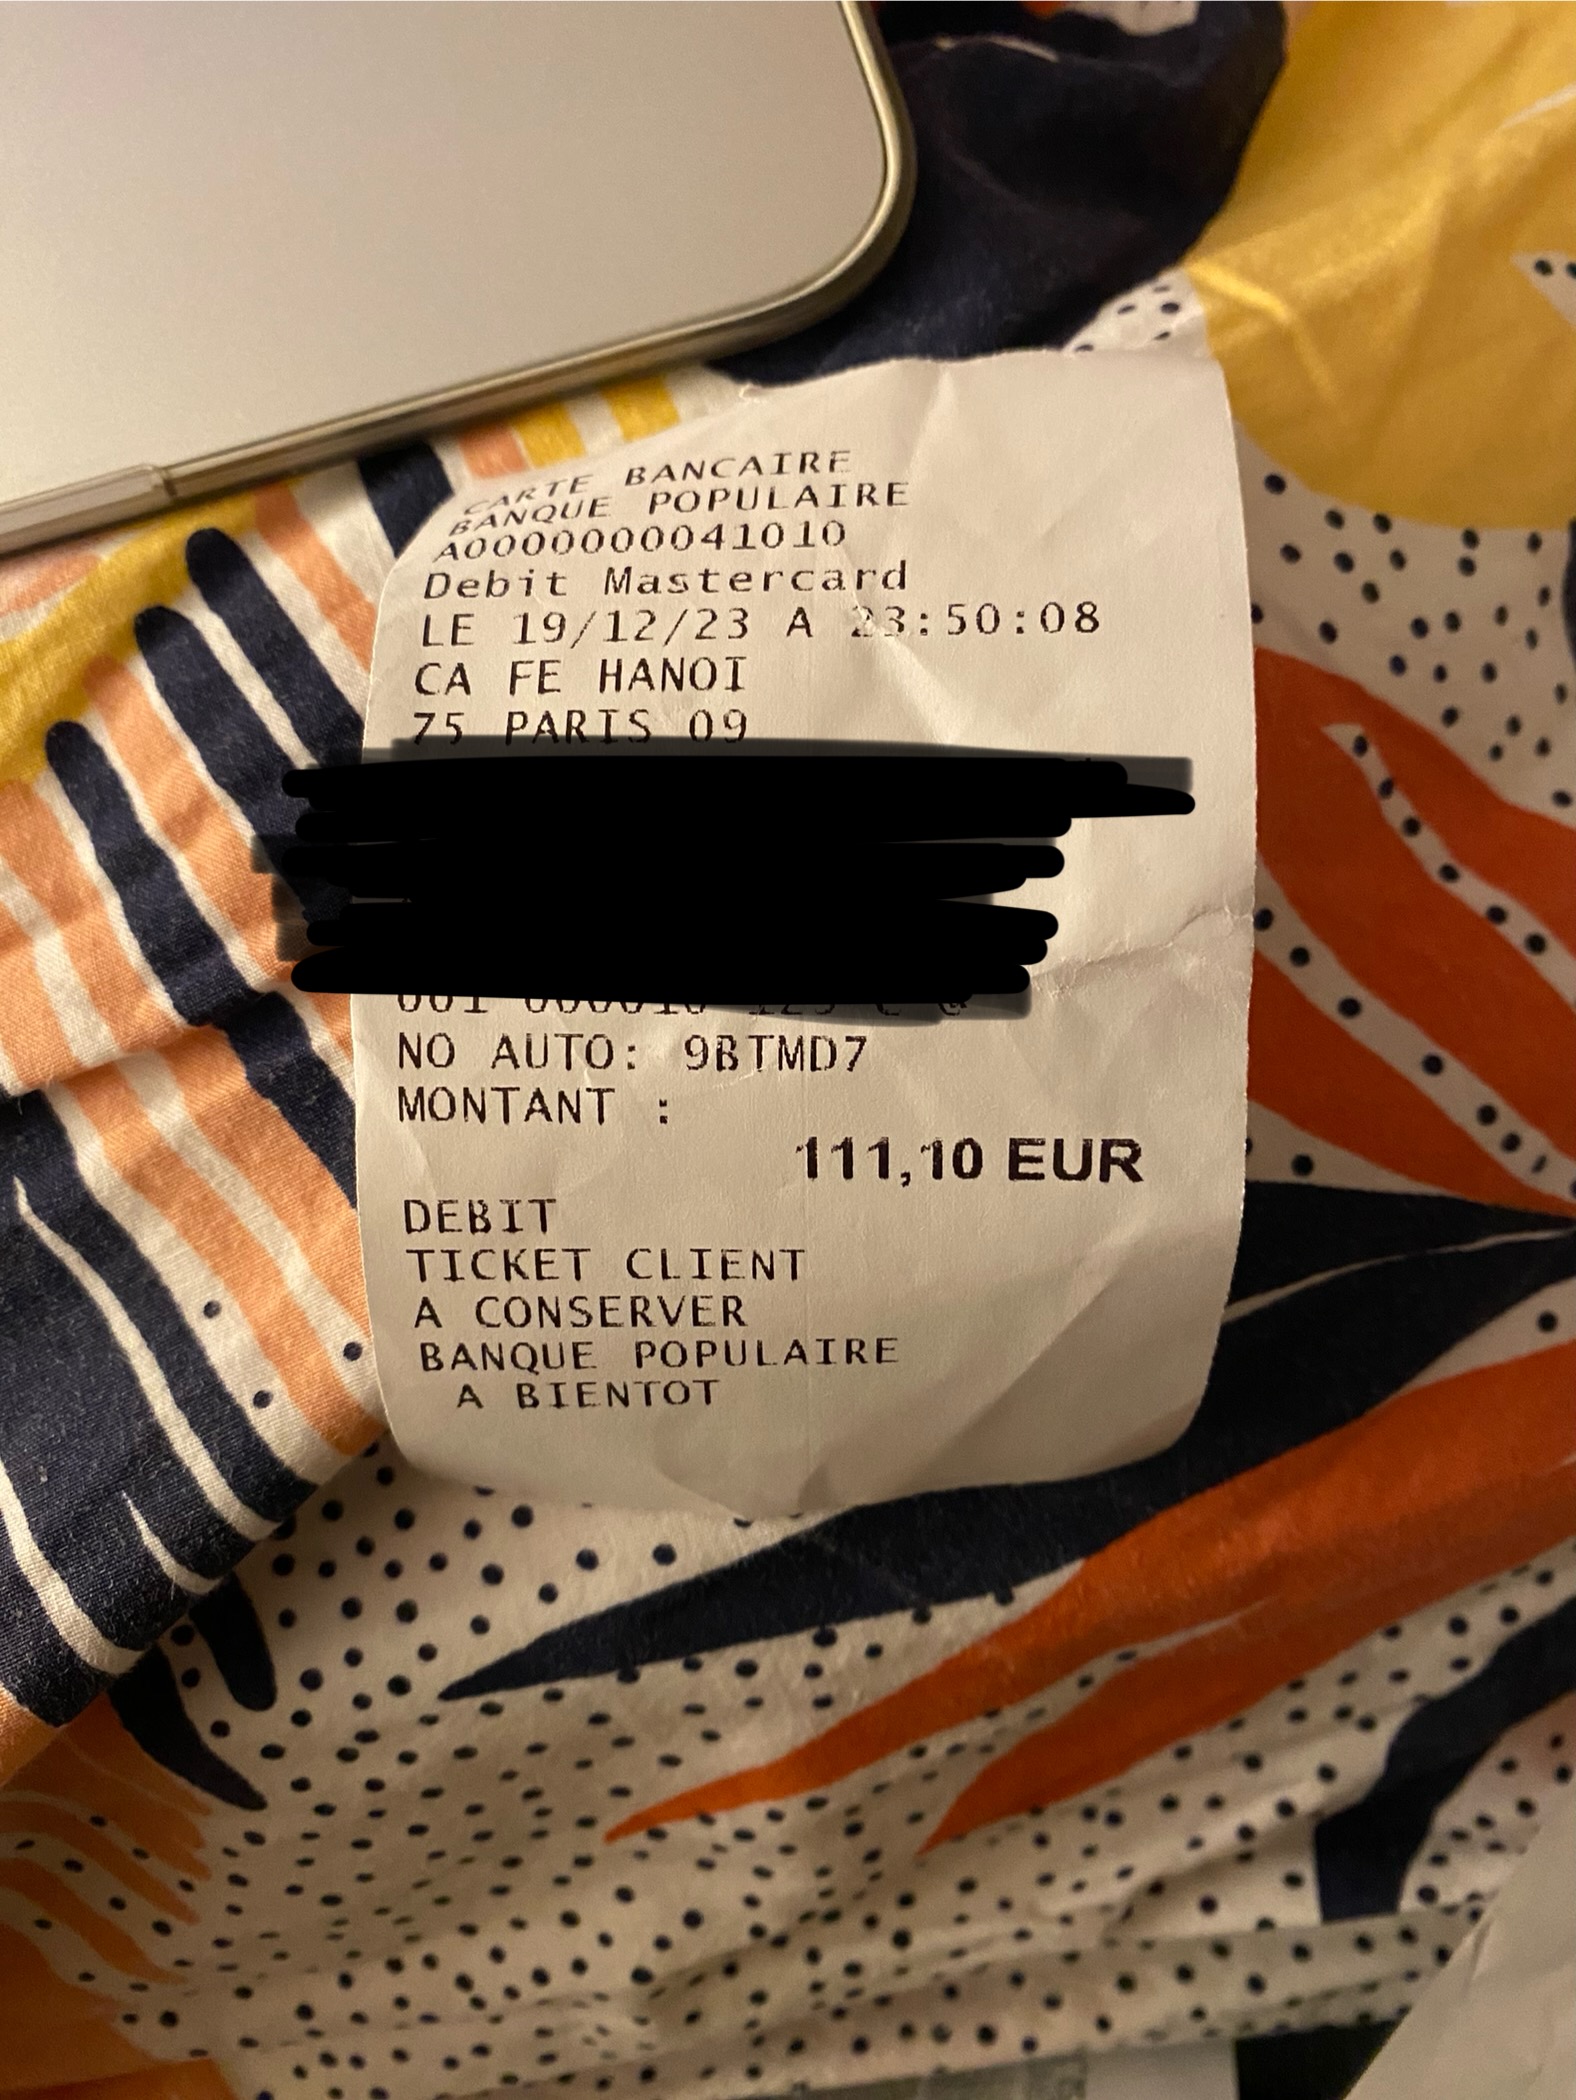 CARTE BANCAIRE
BANQUE POPULAIRE
A0000000041010
Debit Mastercard
LE 19/12/23 A 23:50:08
CA FE HANOI
75 PARIS 09
NO AUTO: 9BTMD7
MONTANT :
111,10 EUR
DEBIT
TICKET CLIENT
A CONSERVER
BANQUE POPULAIRE
A BIENTOT